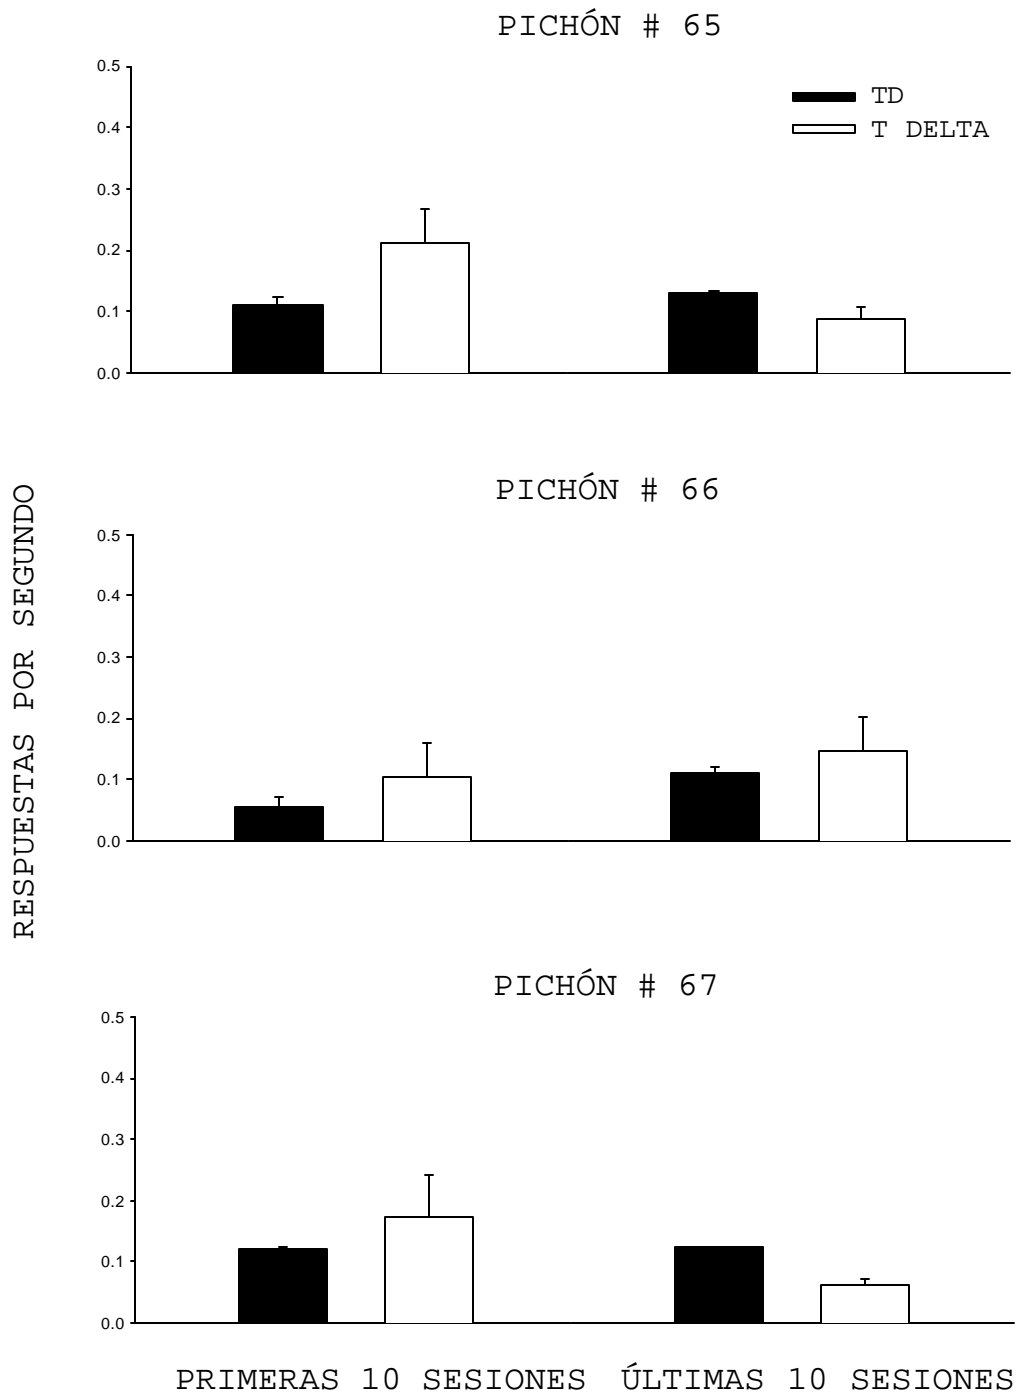 PICHÓN # 65
0.5
TD
0.4
T DELTA
0.3
0.2
0.1
0.0
PICHÓN # 66
0.5
0.4
0.3
0.2
0.1
0.0
RESPUESTAS POR SEGUNDO
PICHÓN # 67
0.5
0.4
0.3
0.2
0.1
0.0
PRIMERAS 10 SESIONES ÚLTIMAS 10 SESIONES